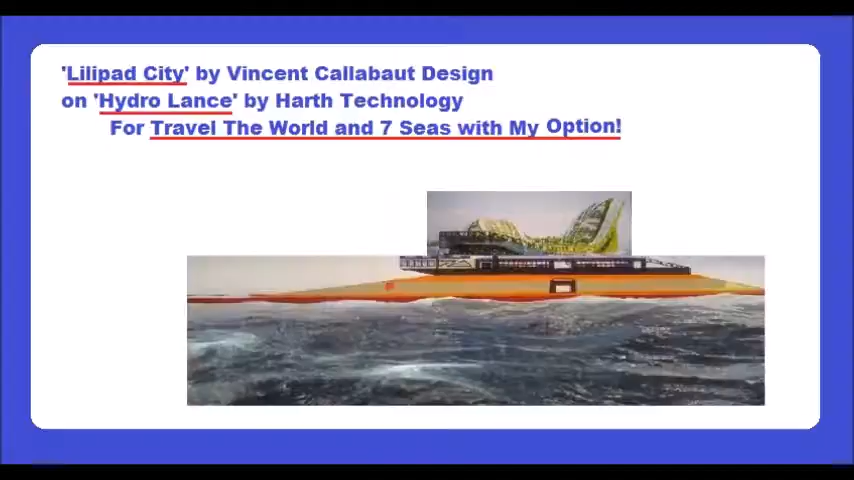 'Lilipad City' by Vincent Callabaut Design
on 'Hydro Lance' by Harth Technology
For Travel The World and 7 Seas with My Option!